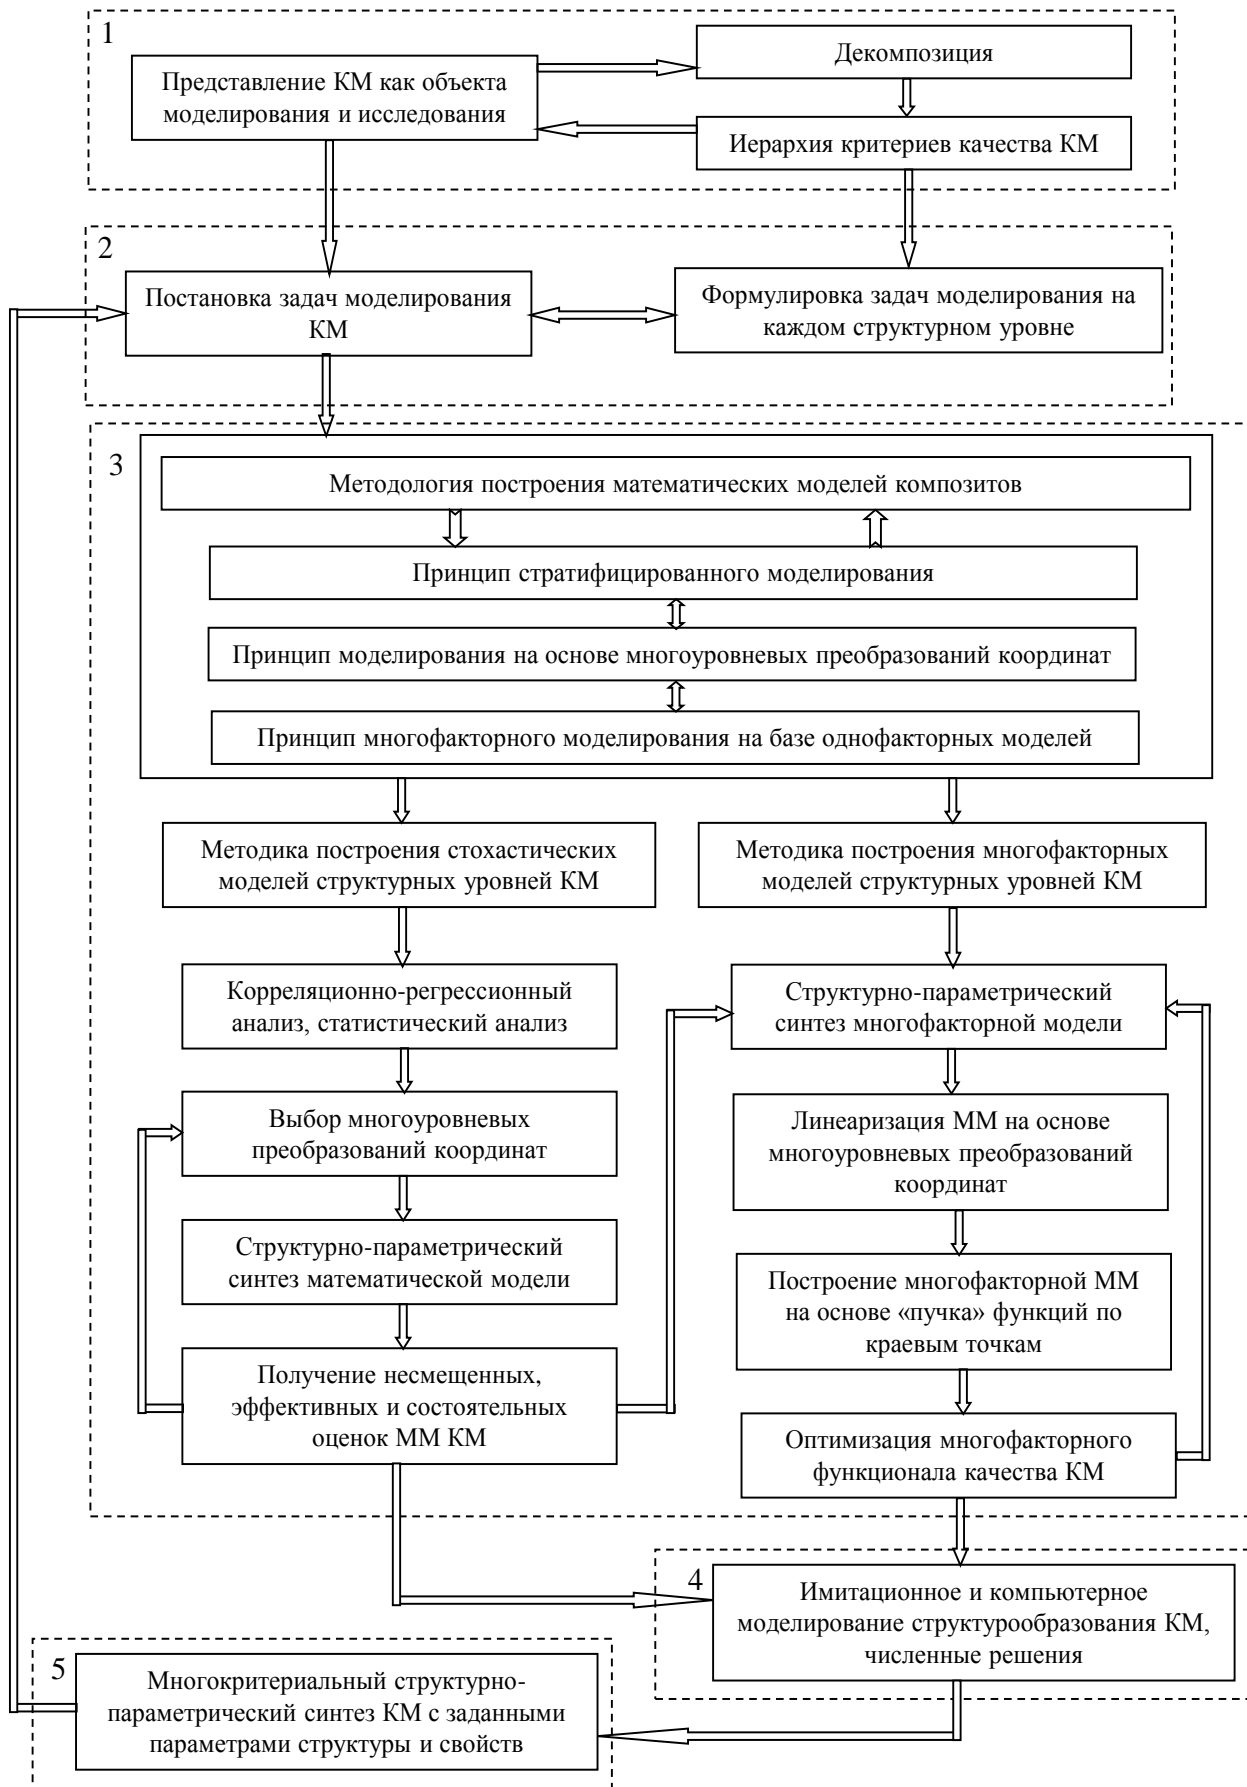 1
Представление КМ как объекта
моделирования и исследования
Декомпозиция
Иерархия критериев качества КМ
2
Постановка задач моделирования
КМ
Формулировка задач моделирования на
каждом структурном уровне
3
Методология построения математических моделей композитов
Принцип стратифицированного моделирования
Принцип моделирования на основе многоуровневых преобразований координат
Принцип многофакторного моделирования на базе однофакторных моделей
Методика построения стохастических
моделей структурных уровней КМ
Корреляционно-регрессионный
анализ, статистический анализ
Выбор многоуровневых
преобразований координат
Структурно-параметрический
синтез математической модели
Получение несмещенных,
эффективных и состоятельных
оценок ММ КМ
Методика построения многофакторных
моделей структурных уровней КМ
Структурно-параметрический
синтез многофакторной модели
Линеаризация ММ на основе
многоуровневых преобразований
координат
Построение многофакторной ММ
на основе «пучка» функций по
краевым точкам
Оптимизация многофакторного
функционала качества КМ
4
Имитационное и компьютерное
моделирование структурообразования КМ,
численные решения
5
Многокритериальный структурно-
параметрический синтез КМ с заданными
параметрами структуры и свойств